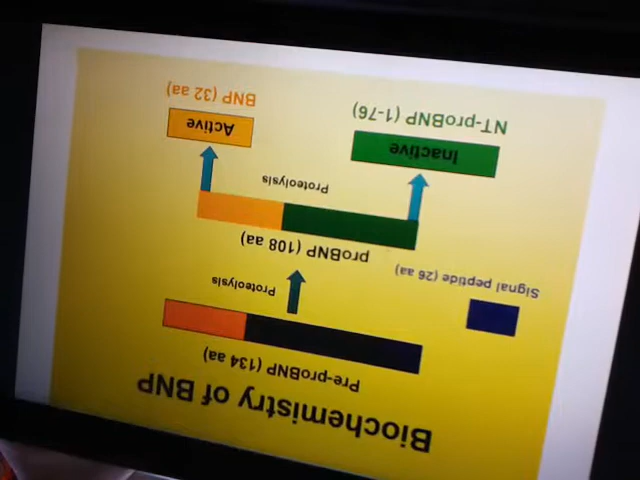 Biochemistry of BNP
Pre-proBNP (134 aa)
Proteolysis
Signal peptide (26 aa)
proBNP (108 aa)
Proteolysis
Inactive
Active
NT-proBNP (1-76)
BNP (32 aa)